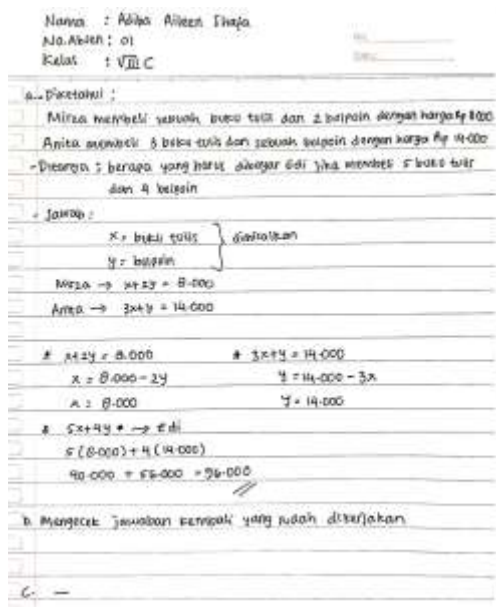 Nama : Adiba Aileen Shafa
No.Absen : 01
Kelas : VIII C
a. Diketahui :
Mirza membeli sebuah buku tulis dan 2 bolpoin dengan harga Rp 8.000
Anita membeli 3 buku tulis dan sebuah bolpoin dengan harga Rp 14.000
- Ditanya : berapa yang harus dibayar Edi jika membeli 5 buku tulis
dan 4 bolpoin
- Jawab :
x = buku tulis } dimisalkan
y = bolpoin
Mirza → x+2y = 8.000
Anita → 3x+y = 14.000
* x+2y = 8.000
x = 8.000 - 2y
x = 8.000
* 3x+y = 14.000
y = 14.000 - 3x
y = 14.000
* 5x+4y → Edi
5 (8.000) + 4 (14.000)
40.000 + 56.000 = 96.000
b. Mengecek jawaban kembali yang sudah dikerjakan
c. —